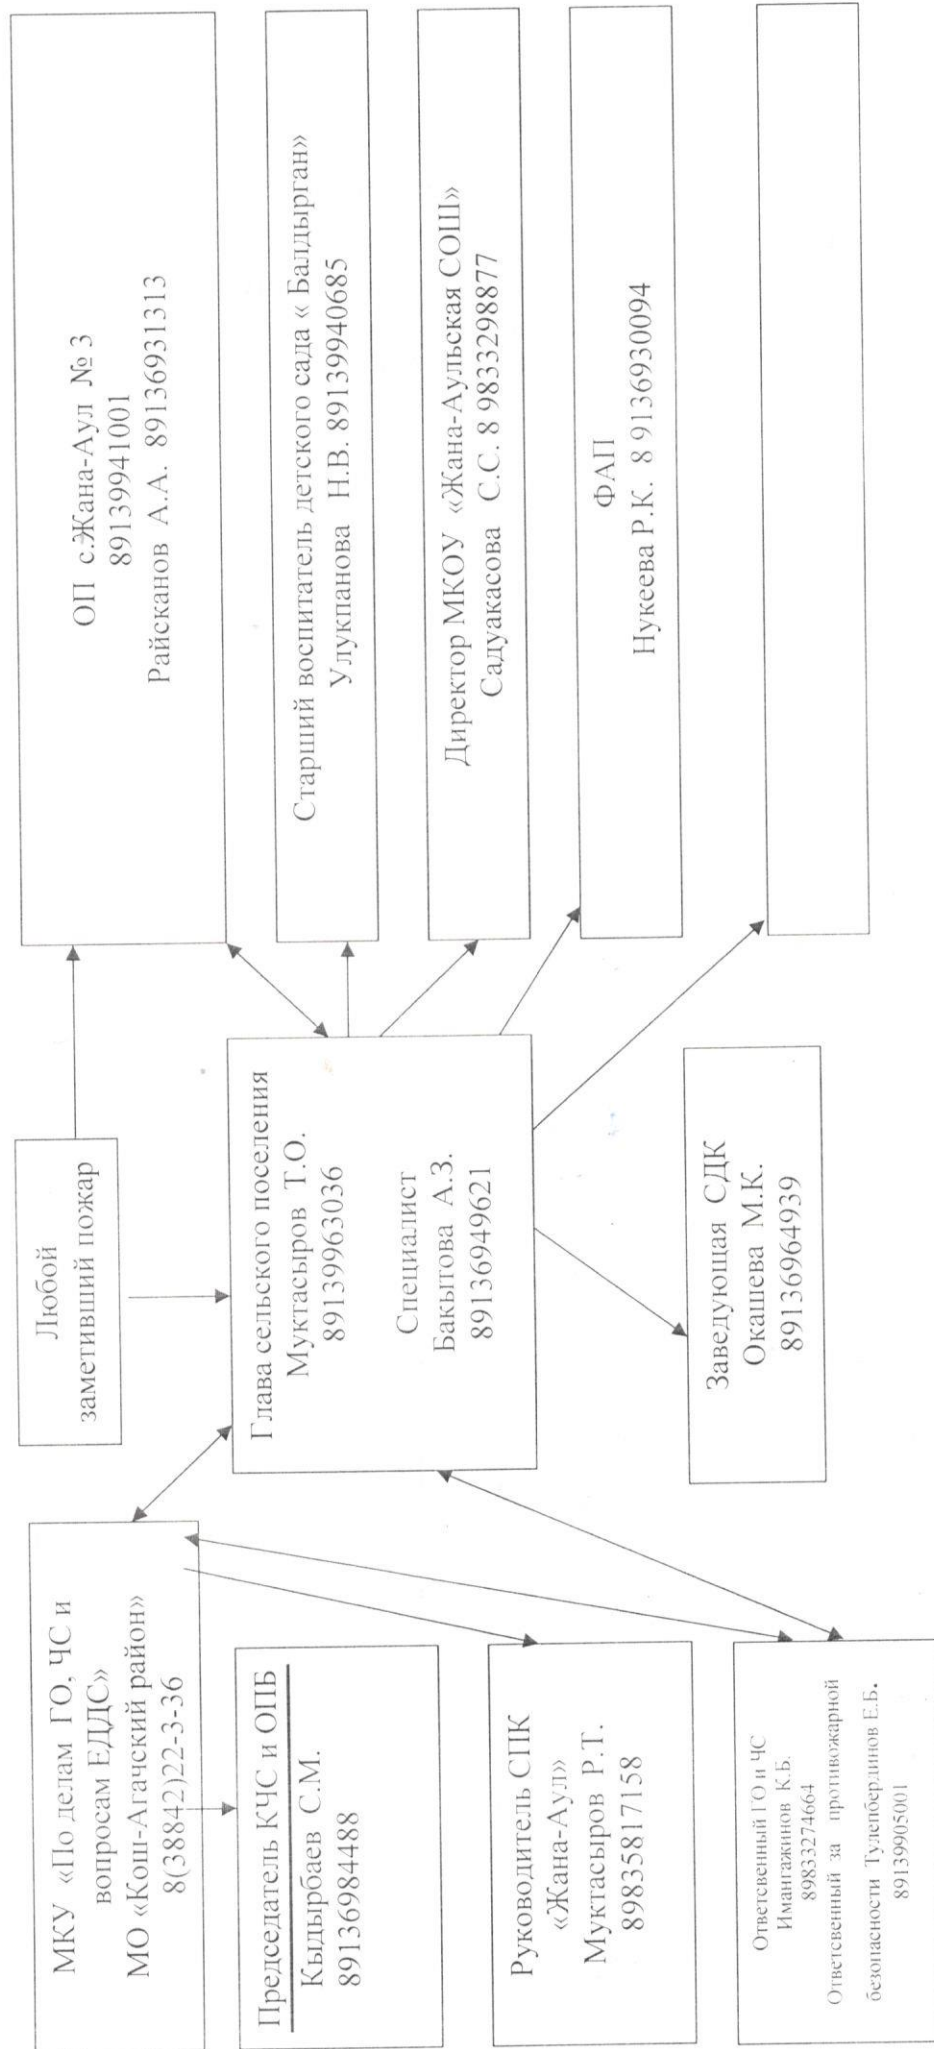 Любой
заметивший пожар
МКУ «По делам ГО, ЧС и
вопросам ЕДДС»
МО «Кош-Агачский район»
8(38842)22-3-36
ОП с.Жана-Аул № 3
89139941001
Райсканов А.А. 89136931313
Глава сельского поселения
Муктасыров Т.О.
89139963036
Специалист
Бакытова А.З.
89136949621
Председатель КЧС и ОПБ
Кыдырбаев С.М.
89136984488
Старший воспитатель детского сада « Балдырган»
Улукпанова Н.В. 89139940685
Директор МКОУ «Жана-Аульская СОШ»
Садуакасова С.С. 8 9833298877
Руководитель СПК
«Жана-Аул»
Муктасыров Р.Т.
89835817158
ФАП
Нукеева Р.К. 8 9136930094
Заведующая СДК
Окашева М.К.
89136964939
Ответсвенный ГО и ЧС
Имангажинов К.Б.
89833274664
Ответсвенный за противожарной
безопасности Тулепбердинов Е.Б.
89139905001